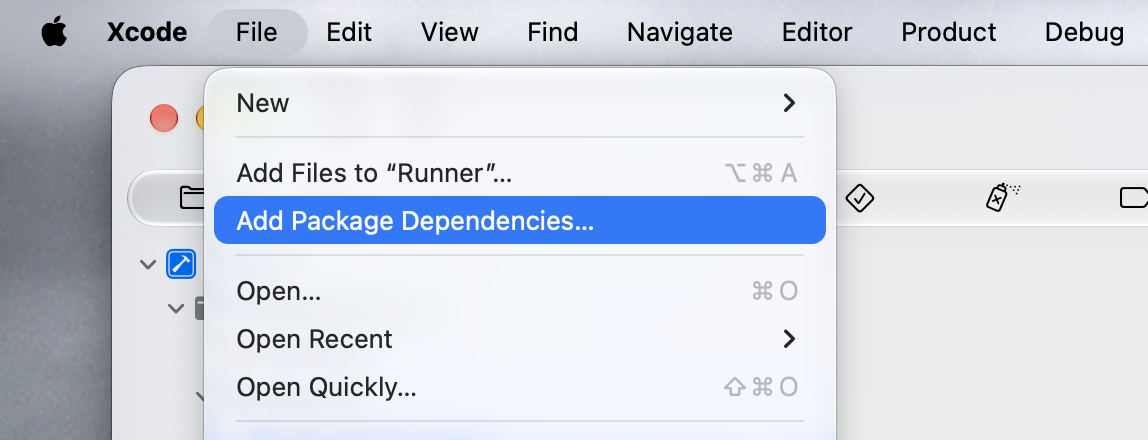 Xcode File Edit View Find Navigate Editor Product Debug
New
Add Files to “Runner”... ⌥⌘A
Add Package Dependencies...
Open... ⌘O
Open Recent
Open Quickly... ⇧⌘O